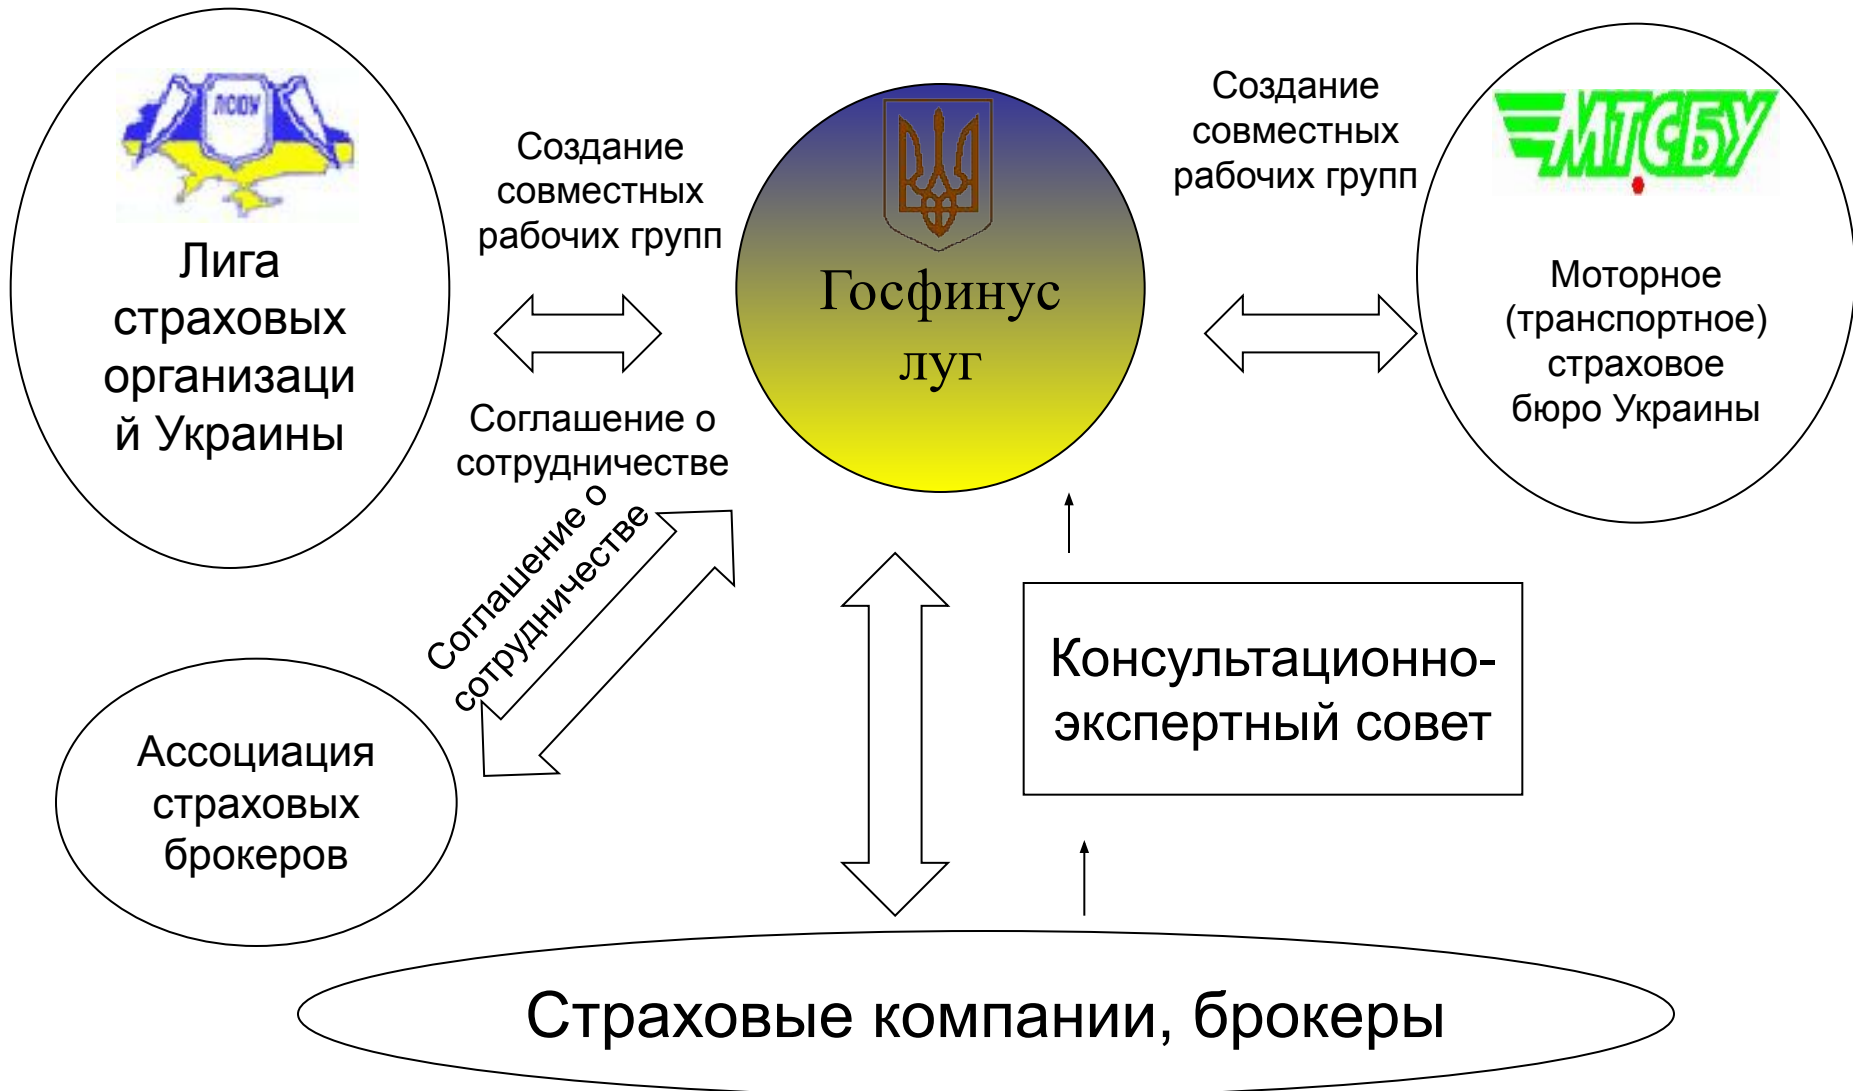 ЛСОУ
Лига
страховых
организаци
й Украины
Создание
совместных
рабочих групп
Соглашение о
сотрудничестве
Госфинус
луг
Создание
совместных
рабочих групп
МТСБУ
Моторное
(транспортное)
страховое
бюро Украины
Соглашение о
сотрудничестве
Ассоциация
страховых
брокеров
Консультационно-
экспертный совет
Страховые компании, брокеры